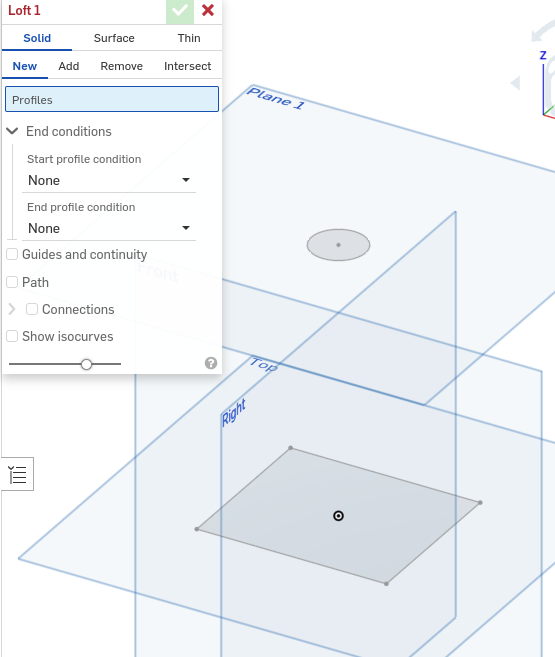 Loft 1
Solid Surface Thin
New Add Remove Intersect
Profiles
End conditions
Start profile condition
None
End profile condition
None
Guides and continuity
Path
Connections
Show isocurves
?
Plane 1
Z
Front
Top
Right